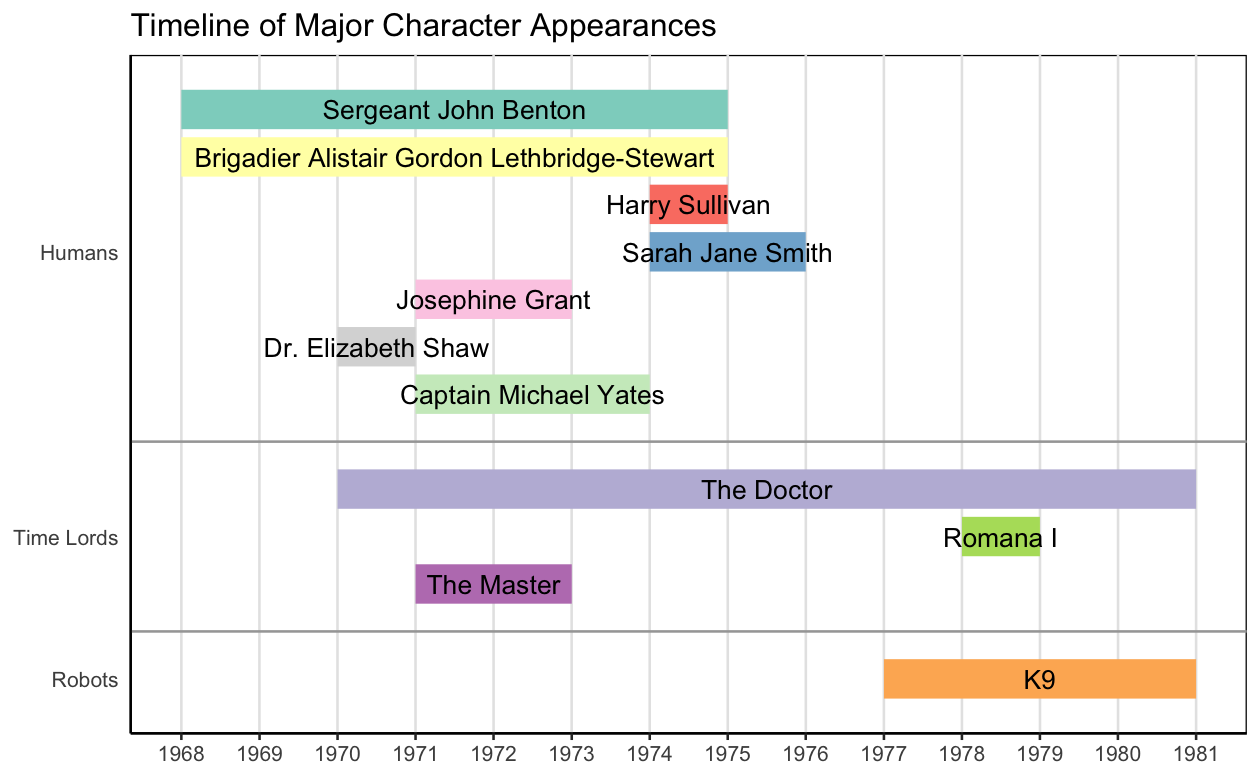 Timeline of Major Character Appearances
Sergeant John Benton
Brigadier Alistair Gordon Lethbridge-Stewart
Harry Sullivan
Humans
Sarah Jane Smith
Josephine Grant
Dr. Elizabeth Shaw
Captain Michael Yates
The Doctor
Time Lords
Romana I
The Master
Robots
K9
1968 1969 1970 1971 1972 1973 1974 1975 1976 1977 1978 1979 1980 1981